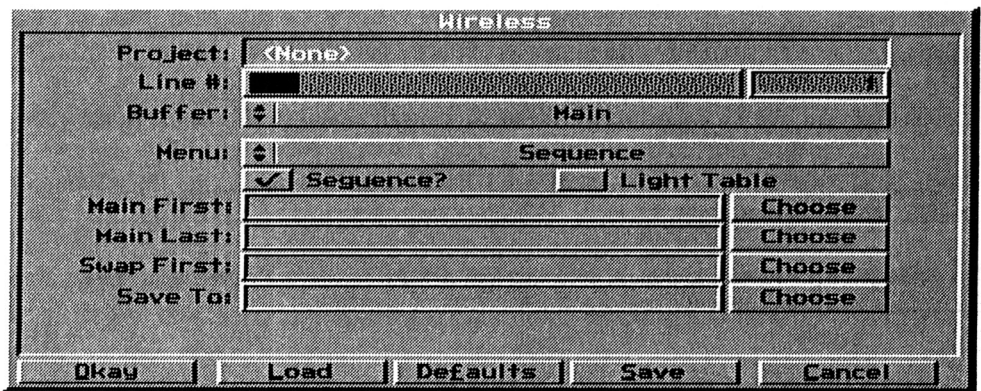 Wireless
Project: <None>
Line #:
Buffer: Main
Menu: Sequence
Sequence? Light Table
Main First: Choose
Main Last: Choose
Swap First: Choose
Save To: Choose
Okay Load Defaults Save Cancel